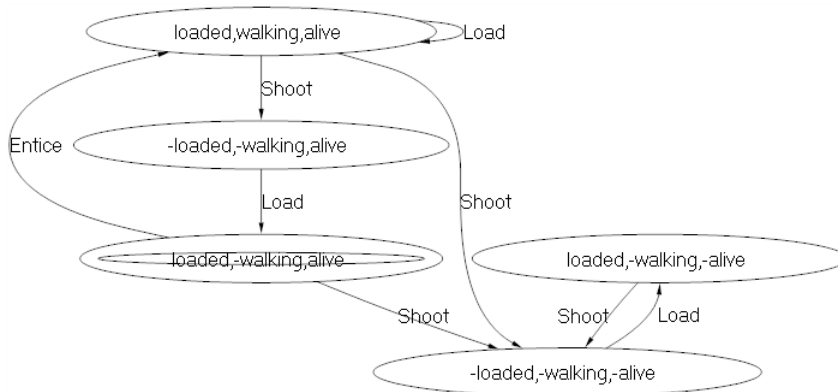 loaded,walking,alive
Load
Shoot
Entice
-loaded,-walking,alive
Load
Shoot
loaded,-walking,alive
loaded,-walking,-alive
Shoot
Shoot
Load
-loaded,-walking,-alive